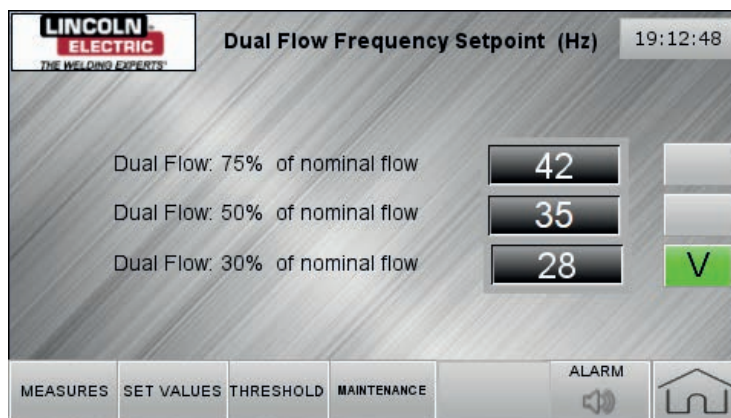 LINCOLN
ELECTRIC
THE WELDING EXPERTS®
Dual Flow Frequency Setpoint (Hz)
19:12:48
Dual Flow: 75% of nominal flow 42
Dual Flow: 50% of nominal flow 35
Dual Flow: 30% of nominal flow 28 V
MEASURES SET VALUES THRESHOLD MAINTENANCE ALARM